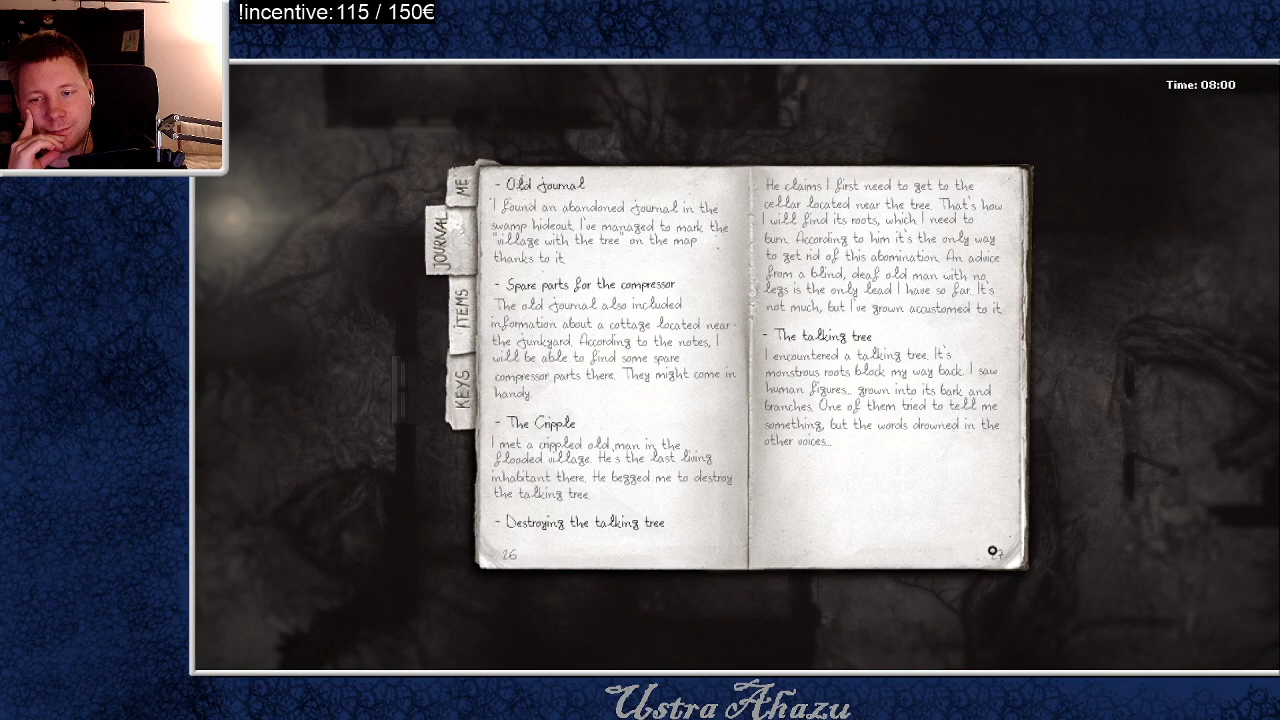 !incentive: 115 / 150€
Time: 08:00
ME
JOURNAL
ITEMS
KEYS
- Old journal
I found an abandoned journal in the
swamp hideout. I've managed to mark the
"village with the tree" on the map
thanks to it.
- Spare parts for the compressor
The old journal also included
information about a cottage located near
the junkyard. According to the notes, I
will be able to find some spare
compressor parts there. They might come in
handy.
- The Cripple
I met a crippled old man in the
flooded village. He's the last living
inhabitant there. He begged me to destroy
the talking tree.
- Destroying the talking tree
26
He claims I first need to get to the
cellar located near the tree. That's how
I will find its roots, which I need to
burn. According to him it's the only way
to get rid of this abomination. An advice
from a blind, deaf old man with no
legs is the only lead I have so far. It's
not much, but I've grown accustomed to it.
- The talking tree
I encountered a talking tree. It's
monstrous roots block my way back. I saw
human figures... grown into its bark and
branches. One of them tried to tell me
something, but the words drowned in the
other voices...
27
Ustra Ahazu